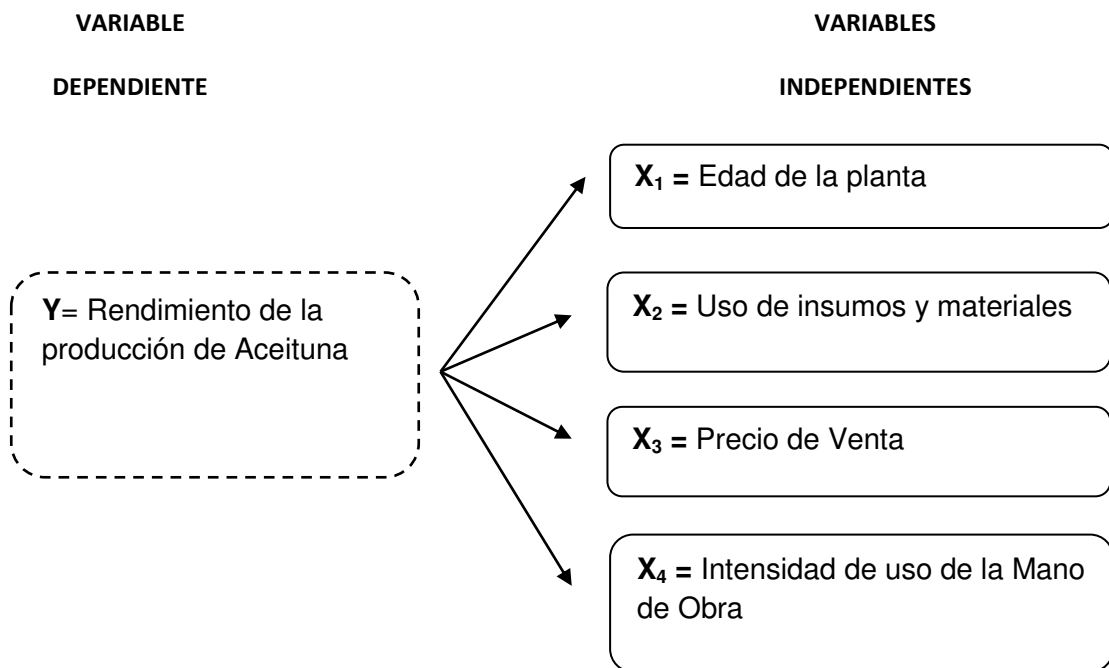 VARIABLE
DEPENDIENTE
VARIABLES
INDEPENDIENTES
Y= Rendimiento de la
producción de Aceituna
X₁ = Edad de la planta
X₂ = Uso de insumos y materiales
X₃ = Precio de Venta
X₄ = Intensidad de uso de la Mano
de Obra